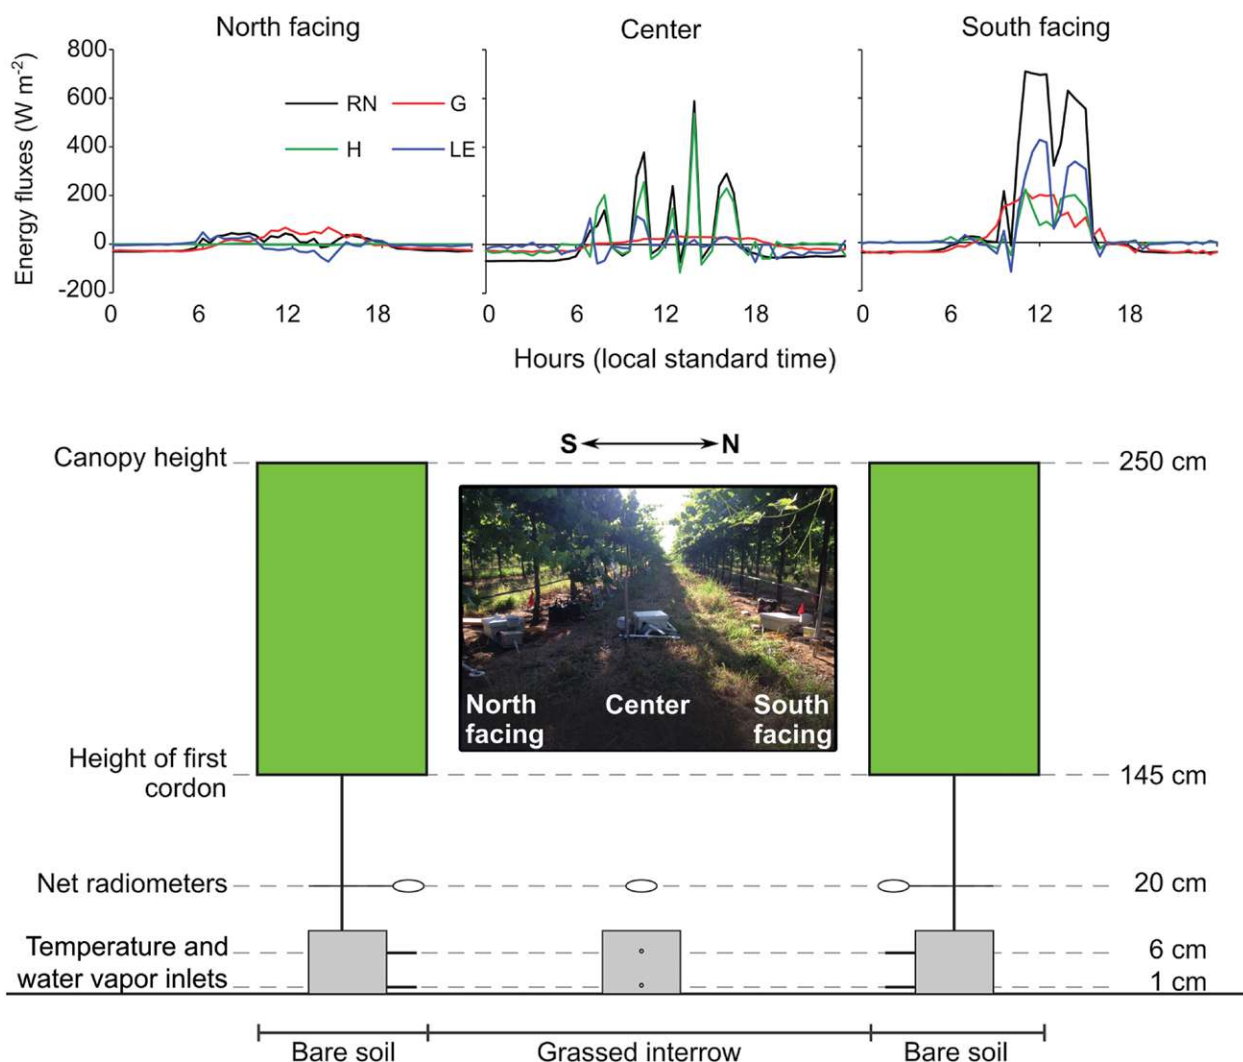 North facing
Center
South facing
Energy fluxes (W m⁻²)
800
600
400
200
0
-200
RN
G
H
LE
0 6 12 18
0 6 12 18
0 6 12 18
Hours (local standard time)
S N
Canopy height
250 cm
North facing
Center
South facing
Height of first cordon
145 cm
Net radiometers
20 cm
Temperature and
water vapor inlets
6 cm
1 cm
Bare soil
Grassed interrow
Bare soil